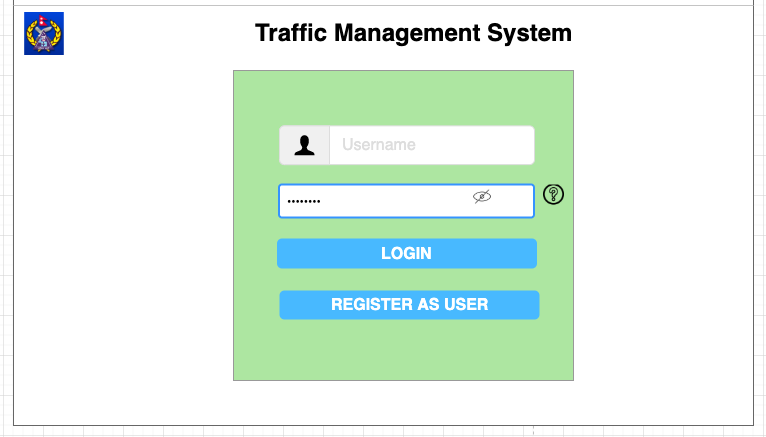 Traffic Management System
Username
••••••••
LOGIN
REGISTER AS USER